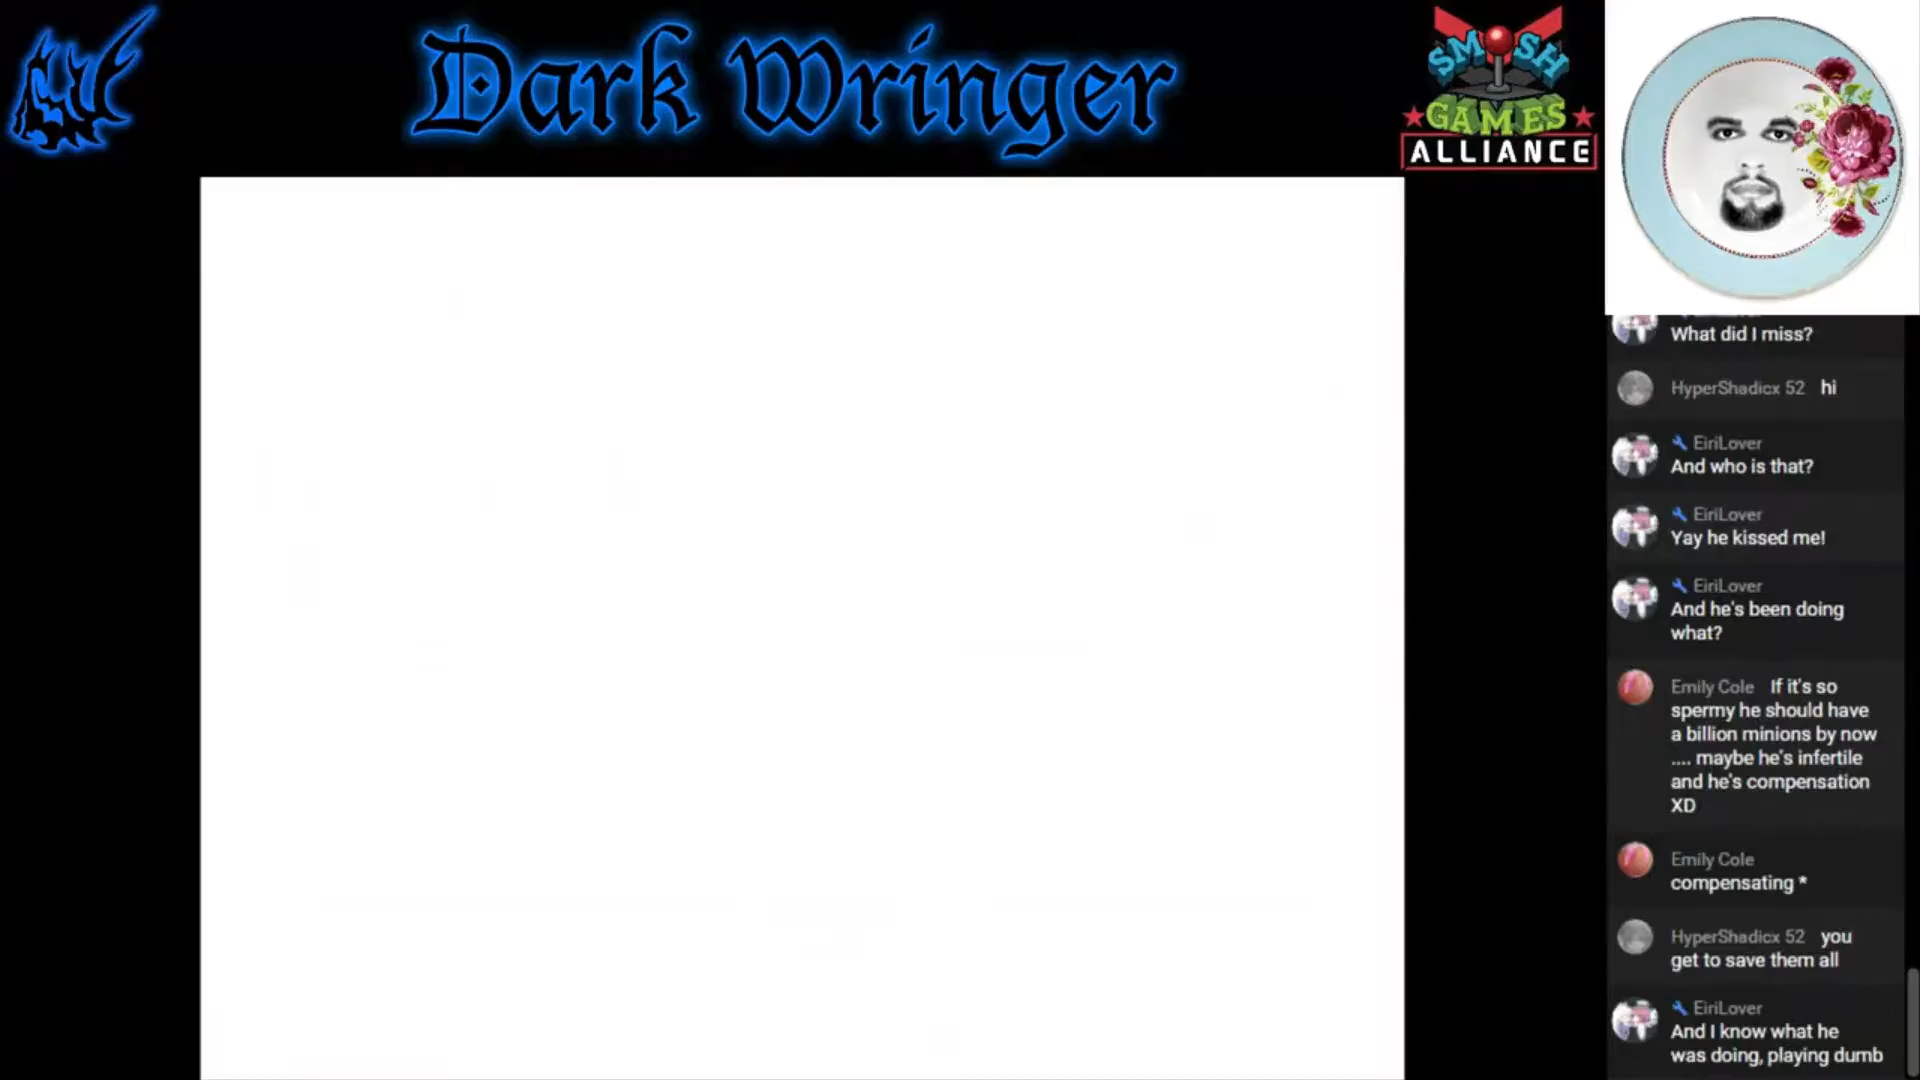 Dark Wringer
SMOSH
GAMES
ALLIANCE
What did I miss?
HyperShadicx 52 hi
EiriLover
And who is that?
EiriLover
Yay he kissed me!
EiriLover
And he's been doing
what?
Emily Cole If it's so
spermy he should have
a billion minions by now
.... maybe he's infertile
and he's compensation
XD
Emily Cole
compensating *
HyperShadicx 52 you
get to save them all
EiriLover
And I know what he
was doing, playing dumb